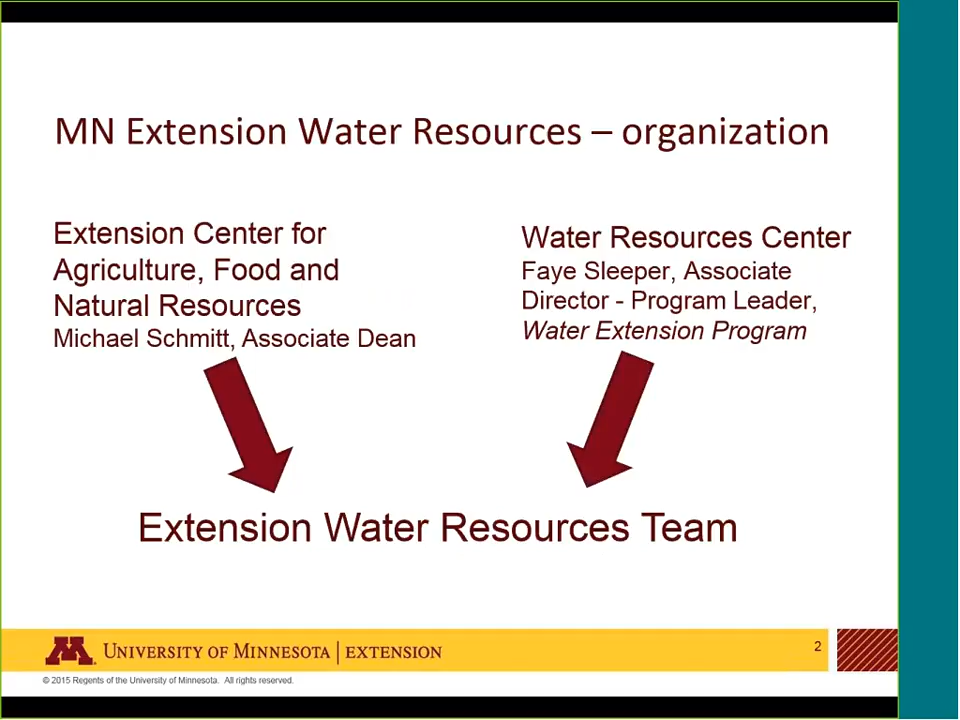 MN Extension Water Resources – organization
Extension Center for
Agriculture, Food and
Natural Resources
Michael Schmitt, Associate Dean
Water Resources Center
Faye Sleeper, Associate
Director - Program Leader,
Water Extension Program
Extension Water Resources Team
M. UNIVERSITY OF MINNESOTA | EXTENSION
2
© 2015 Regents of the University of Minnesota. All rights reserved.